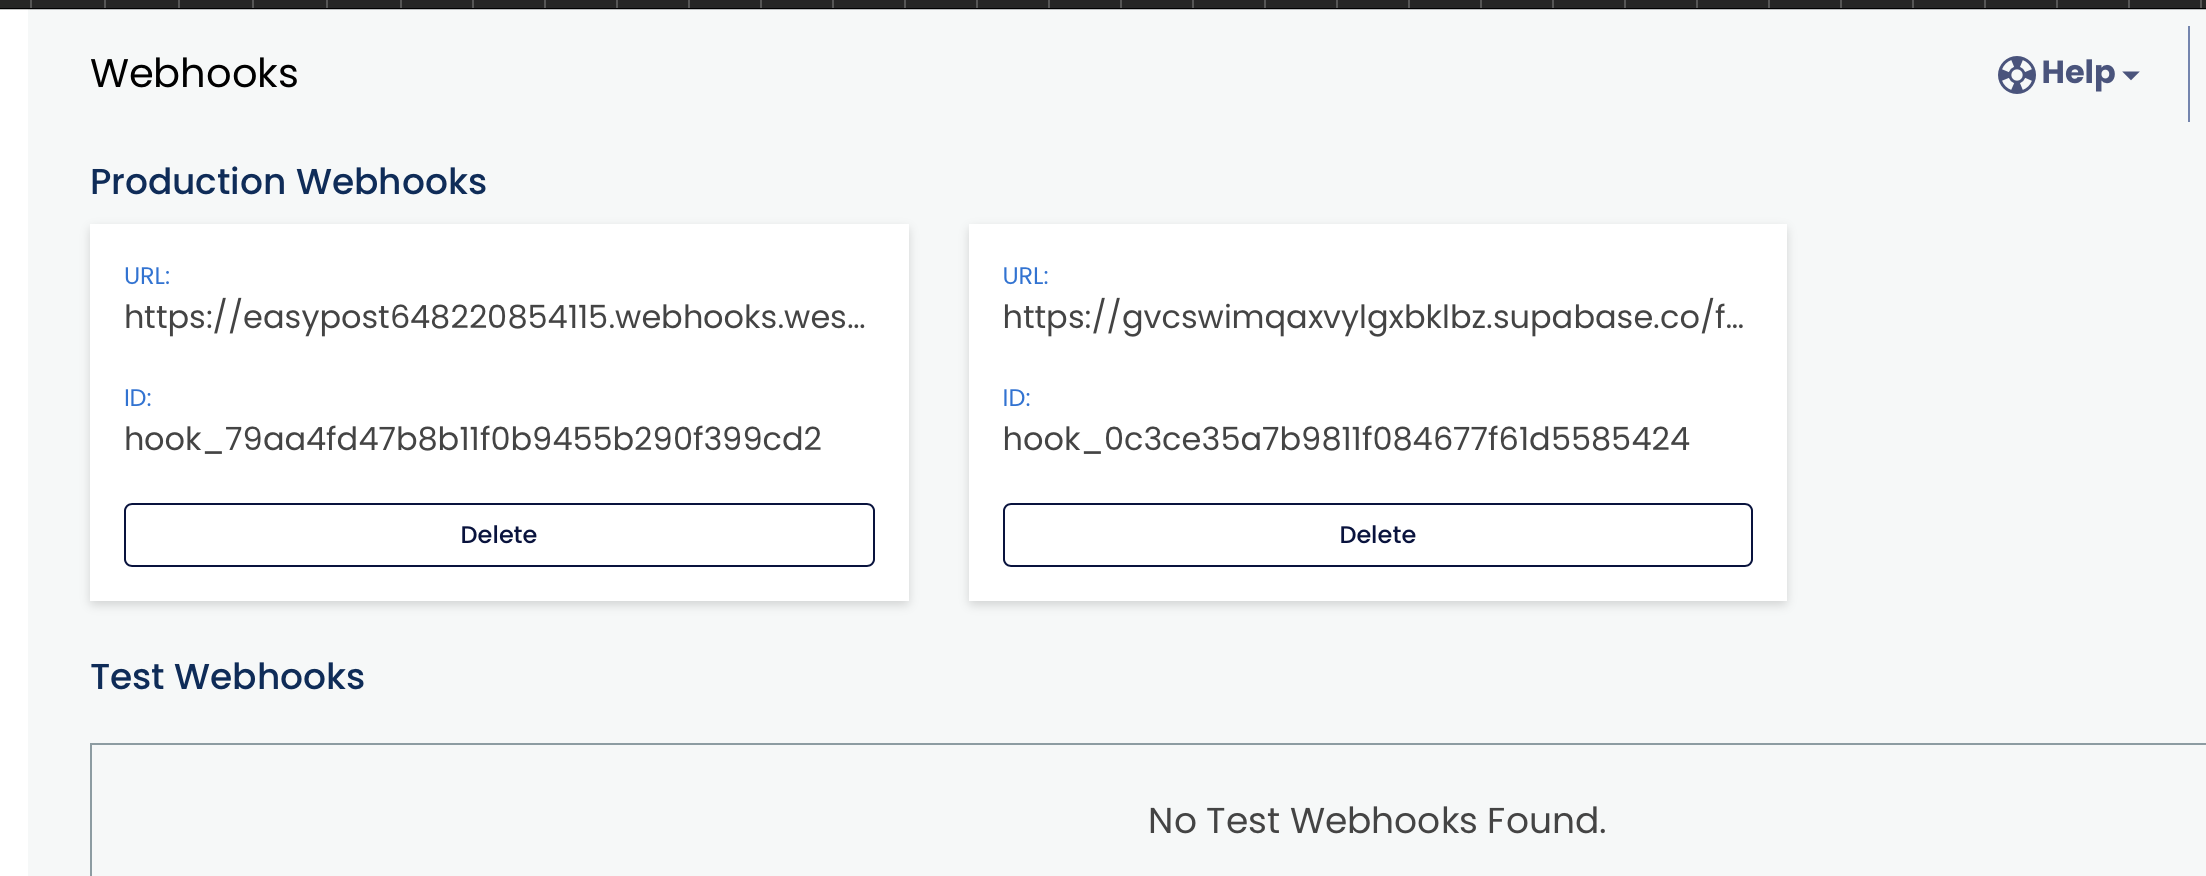 Webhooks
Help
Production Webhooks
URL:
https://easypost648220854115.webhooks.wes...
ID:
hook_79aa4fd47b8b11f0b9455b290f399cd2
Delete
URL:
https://gvcswimqaxvylgxbklbz.supabase.co/f...
ID:
hook_0c3ce35a7b9811f084677f61d5585424
Delete
Test Webhooks
No Test Webhooks Found.